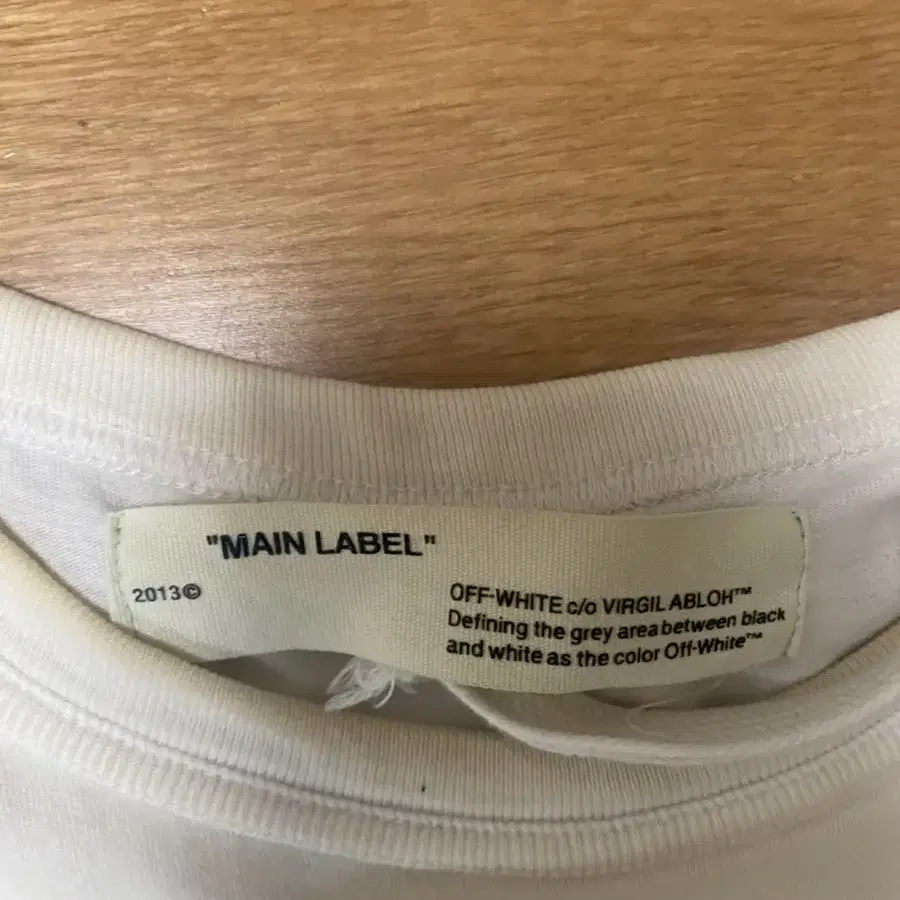 "MAIN LABEL"
2013©
OFF-WHITE c/o VIRGIL ABLOH™
Defining the grey area between black
and white as the color Off-White™